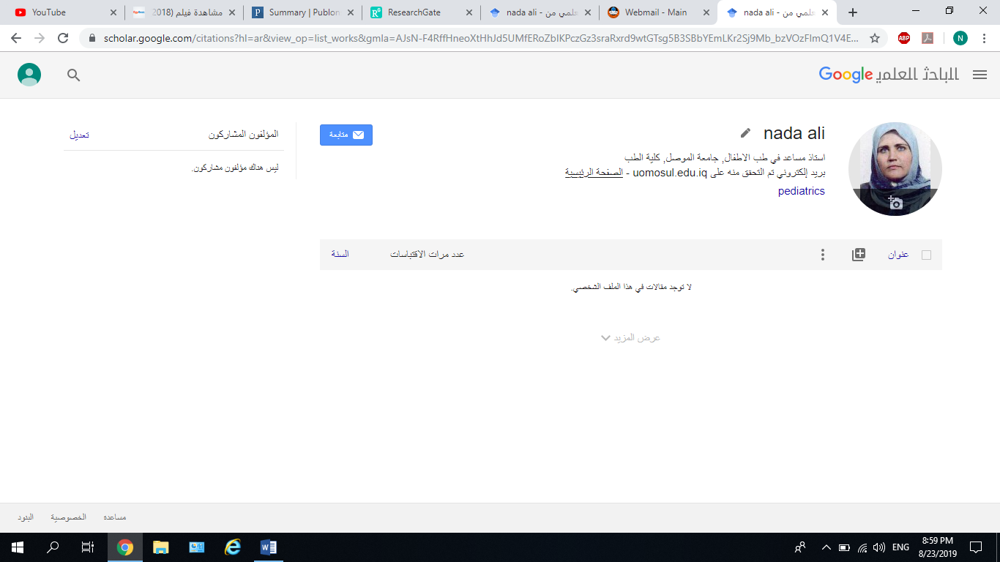 YouTube
مشاهدة فيلم (2018
Summary | Publon
ResearchGate
nada ali - علمي من
Webmail - Main
nada ali - علمي من
scholar.google.com/citations?hl=ar&view_op=list_works&gmla=AJsN-F4RffHneoXtHhJd5UMfERoZbIKPczGz3sraRxrd9wtGTsg5B3SBbYEmLKr2Sj9Mb_bzVOzFlmQ1V4E...
ABP
N
الباحث العلمي Google
nada ali
متابعة
استاذ مساعد في طب الاطفال, جامعة الموصل, كلية الطب
بريد إلكتروني تم التحقق منه على uomosul.edu.iq - الصفحة الرئيسية
pediatrics
المؤلفون المشاركون
تعديل
ليس هناك مؤلفون مشاركون.
عنوان
عدد مرات الاقتباسات
السنة
لا توجد مقالات في هذا الملف الشخصي.
عرض المزيد
مساعدة
الخصوصية
البنود
ENG
8:59 PM
8/23/2019